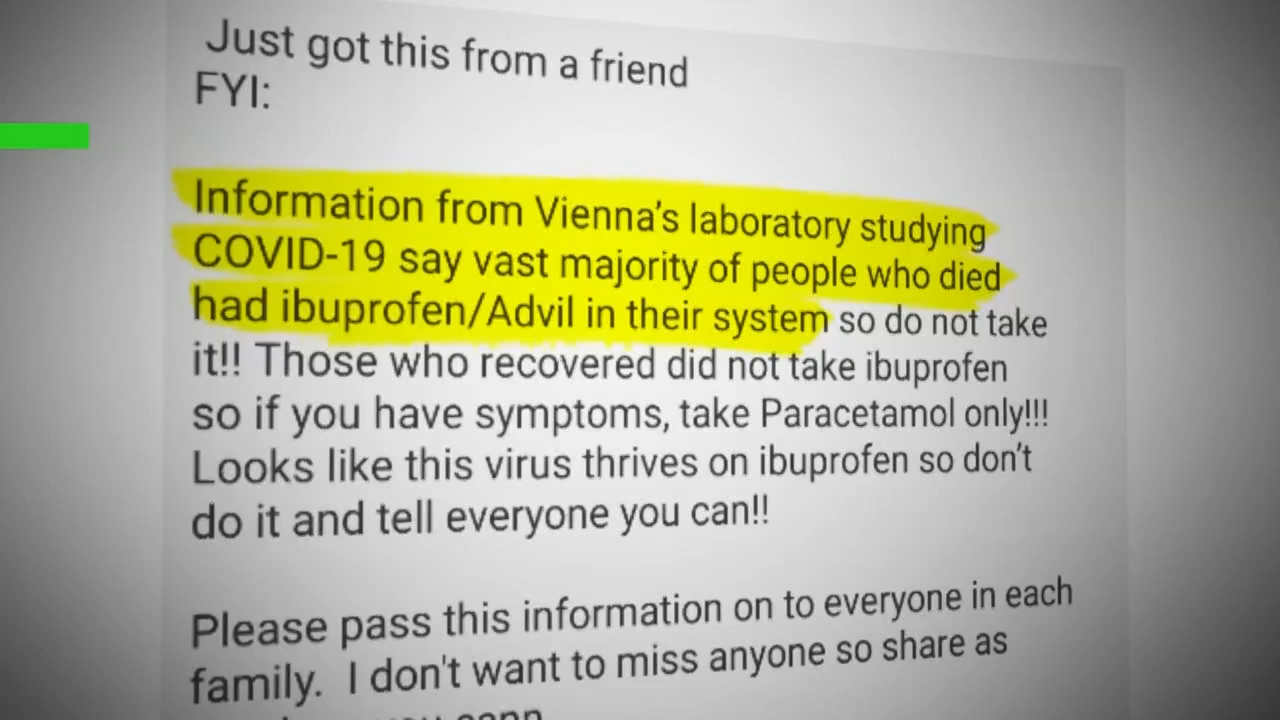 Just got this from a friend
FYI:
Information from Vienna's laboratory studying
COVID-19 say vast majority of people who died
had ibuprofen/Advil in their system so do not take
it!! Those who recovered did not take ibuprofen
so if you have symptoms, take Paracetamol only!!!
Looks like this virus thrives on ibuprofen so don't
do it and tell everyone you can!!
Please pass this information on to everyone in each
family. I don't want to miss anyone so share as